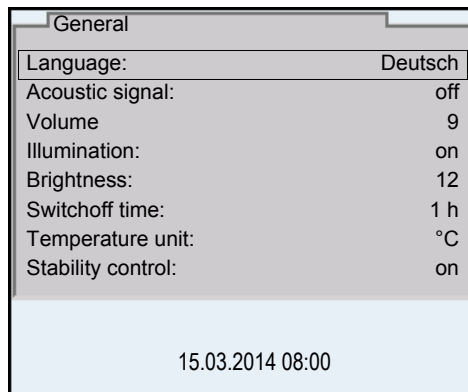 General
Language: Deutsch
Acoustic signal: off
Volume 9
Illumination: on
Brightness: 12
Switchoff time: 1 h
Temperature unit: °C
Stability control: on
15.03.2014 08:00